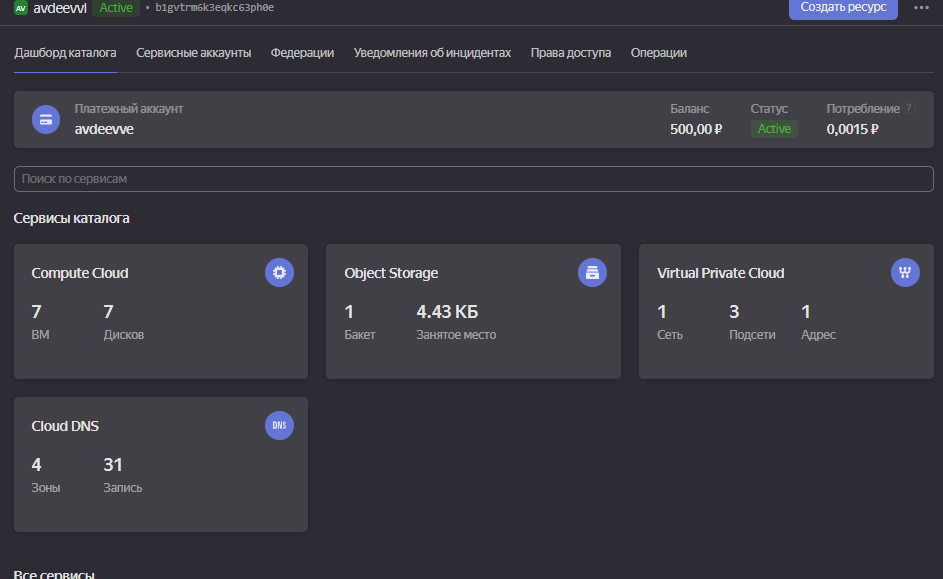 AV avdeevvl Active • b1gvtrm6k3eqkc63ph0e Создать ресурс •••
Дашборд каталога Сервисные аккаунты Федерации Уведомления об инцидентах Права доступа Операции
Платежный аккаунт Баланс Статус Потребление ?
avdeevve 500,00 ₽ Active 0,0015 ₽
Поиск по сервисам
Сервисы каталога
Compute Cloud
7 7
ВМ Дисков
Object Storage
1 4.43 КБ
Бакет Занятое место
Virtual Private Cloud
1 3 1
Сеть Подсети Адрес
Cloud DNS DNS
4 31
Зоны Запись
Все сервисы